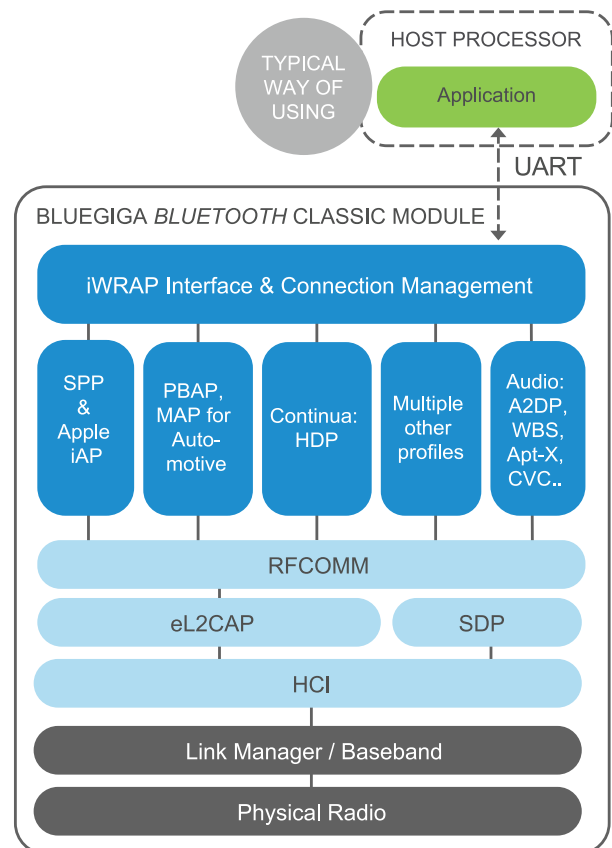 TYPICAL
WAY OF
USING
HOST PROCESSOR
Application
UART
BLUEGIGA BLUETOOTH CLASSIC MODULE
iWRAP Interface & Connection Management
SPP
&
Apple
iAP
PBAP,
MAP for
Auto-
motive
Continua:
HDP
Multiple
other
profiles
Audio:
A2DP,
WBS,
Apt-X,
CVC..
RFCOMM
eL2CAP
SDP
HCI
Link Manager / Baseband
Physical Radio